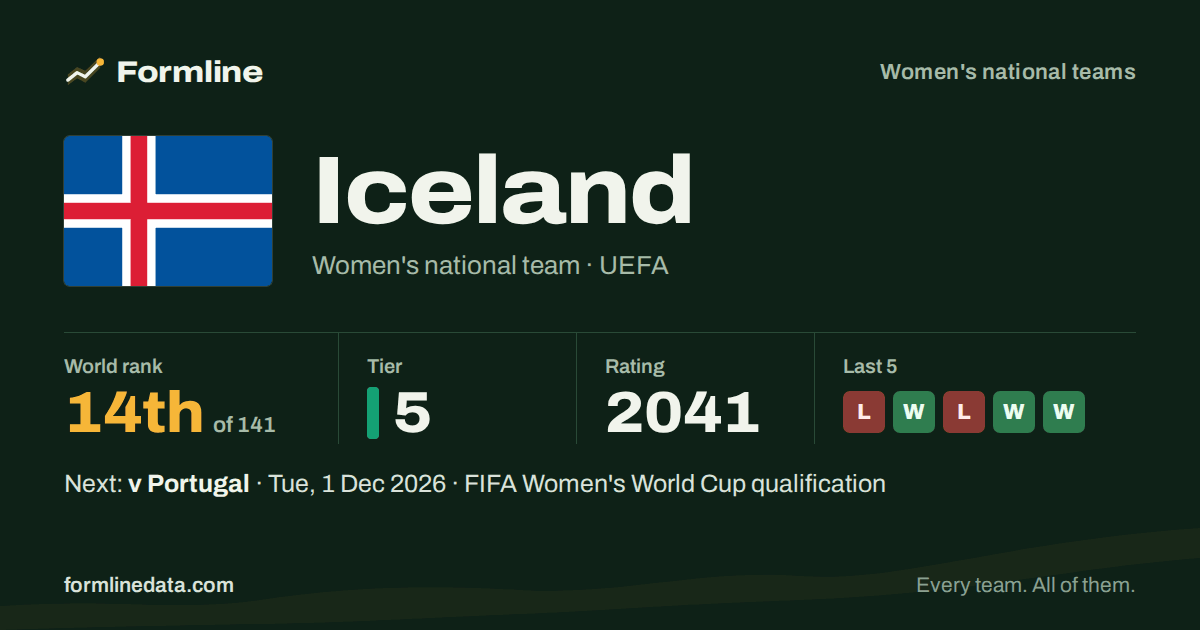 Formline
Women's national teams
Iceland
Women's national team · UEFA
World rank
14th of 141
Tier
5
Rating
2041
Last 5
L W L W W
Next: v Portugal · Tue, 1 Dec 2026 · FIFA Women's World Cup qualification
formlinedata.com
Every team. All of them.